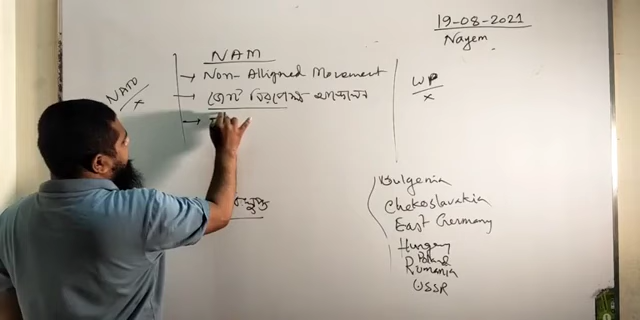 19-08-2021
Nayem
NATO
x
NAM
→ Non-Alligned Movement
→ জোট নিরপেক্ষ আন্দোলন
→
WP
x
Bulgenia
Chekoslavakia
East Germany
Hungey
Poland
Rumania
USSR